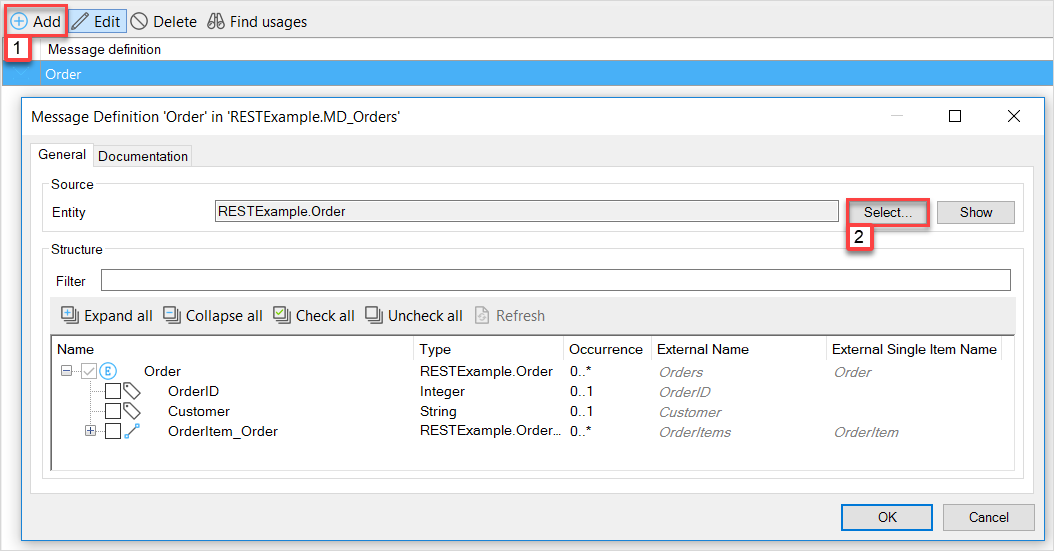 Add Edit Delete Find usages
1
Message definition
Order
Message Definition 'Order' in 'RESTExample.MD_Orders'
General Documentation
Source
Entity RESTExample.Order Select... Show
2
Structure
Filter
Expand all Collapse all Check all Uncheck all Refresh
Name Type Occurrence External Name External Single Item Name
E Order RESTExample.Order 0..* Orders Order
OrderID Integer 0..1 OrderID
Customer String 0..1 Customer
OrderItem_Order RESTExample.Order... 0..* OrderItems OrderItem
OK Cancel